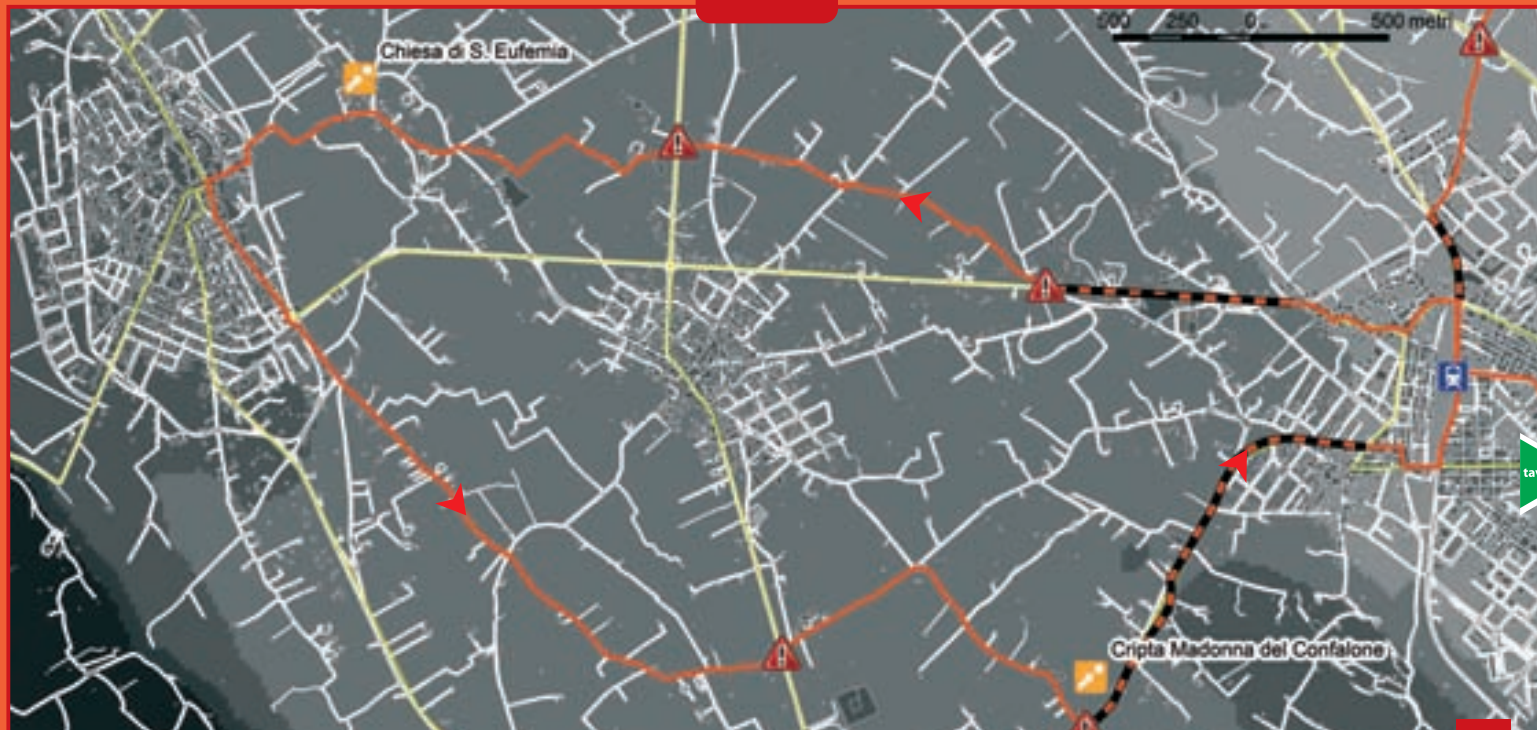 500 250 0 500 metri
Chiesa di S. Eufemia
Cripta Madonna del Confalone